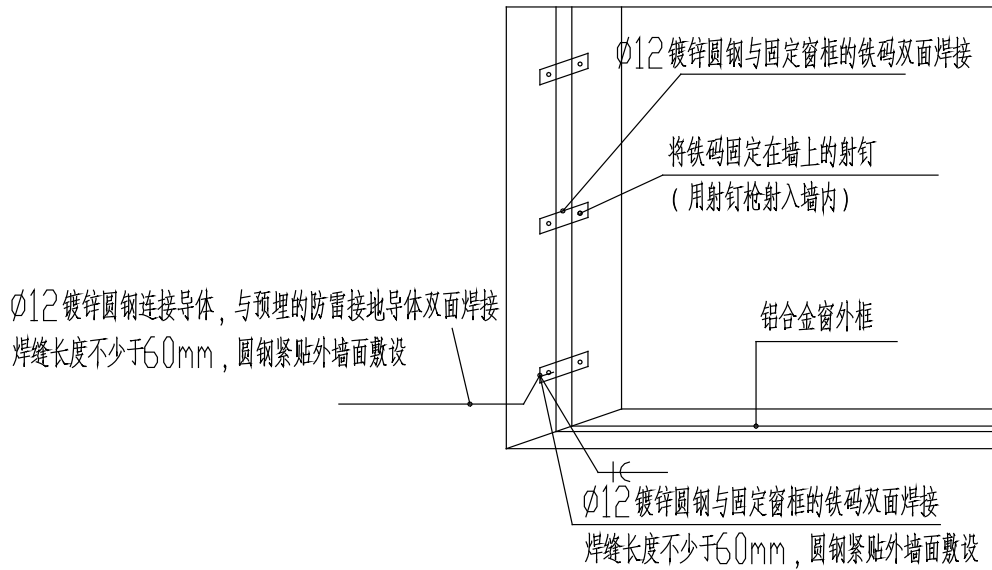 Ø12镀锌圆钢与固定窗框的铁码双面焊接
将铁码固定在墙上的射钉
(用射钉枪射入墙内)
Ø12镀锌圆钢连接导体,与预埋的防雷接地导体双面焊接
焊缝长度不少于60mm,圆钢紧贴外墙面敷设
铝合金窗外框
Ø12镀锌圆钢与固定窗框的铁码双面焊接
焊缝长度不少于60mm,圆钢紧贴外墙面敷设